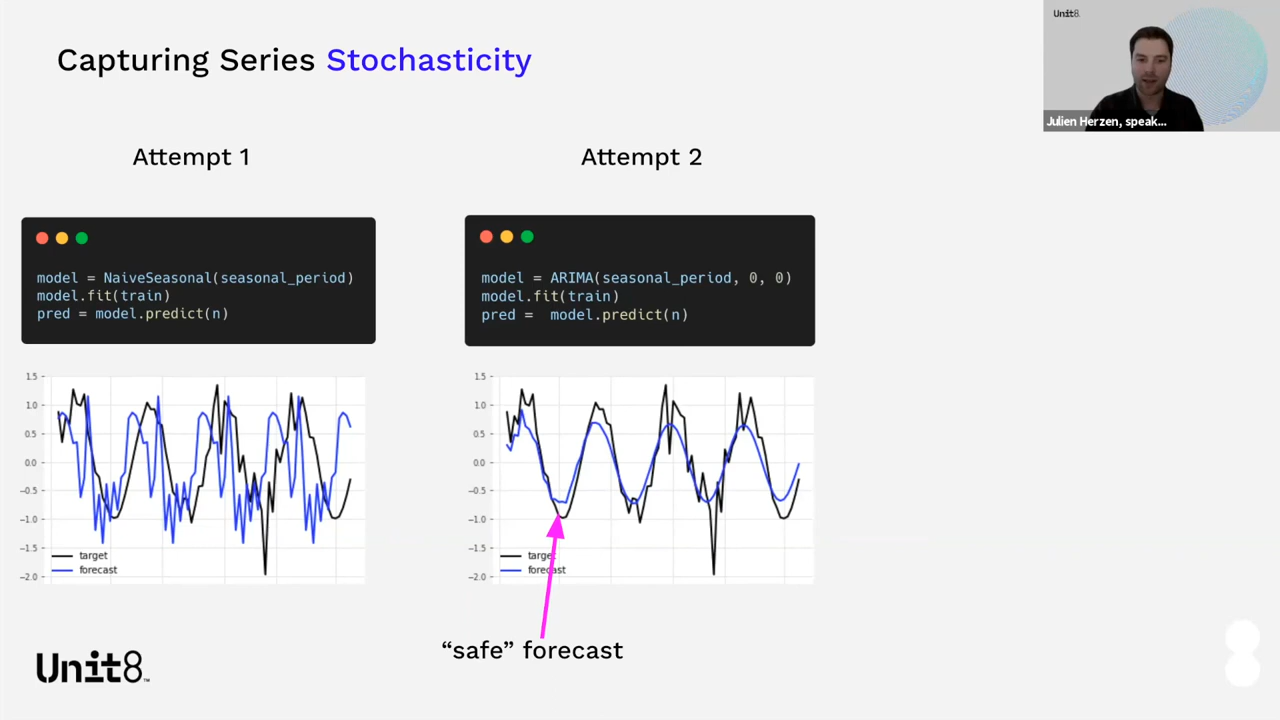 Unit8
Capturing Series Stochasticity
Julien Herzen, speak...
Attempt 1
Attempt 2
model = NaiveSeasonal(seasonal_period)
model.fit(train)
pred = model.predict(n)
model = ARIMA(seasonal_period, 0, 0)
model.fit(train)
pred =  model.predict(n)
1.5
1.0
0.5
0.0
−0.5
−1.0
−1.5
−2.0
target
forecast
1.5
1.0
0.5
0.0
−0.5
−1.0
−1.5
−2.0
target
forecast
“safe” forecast
Unit8™